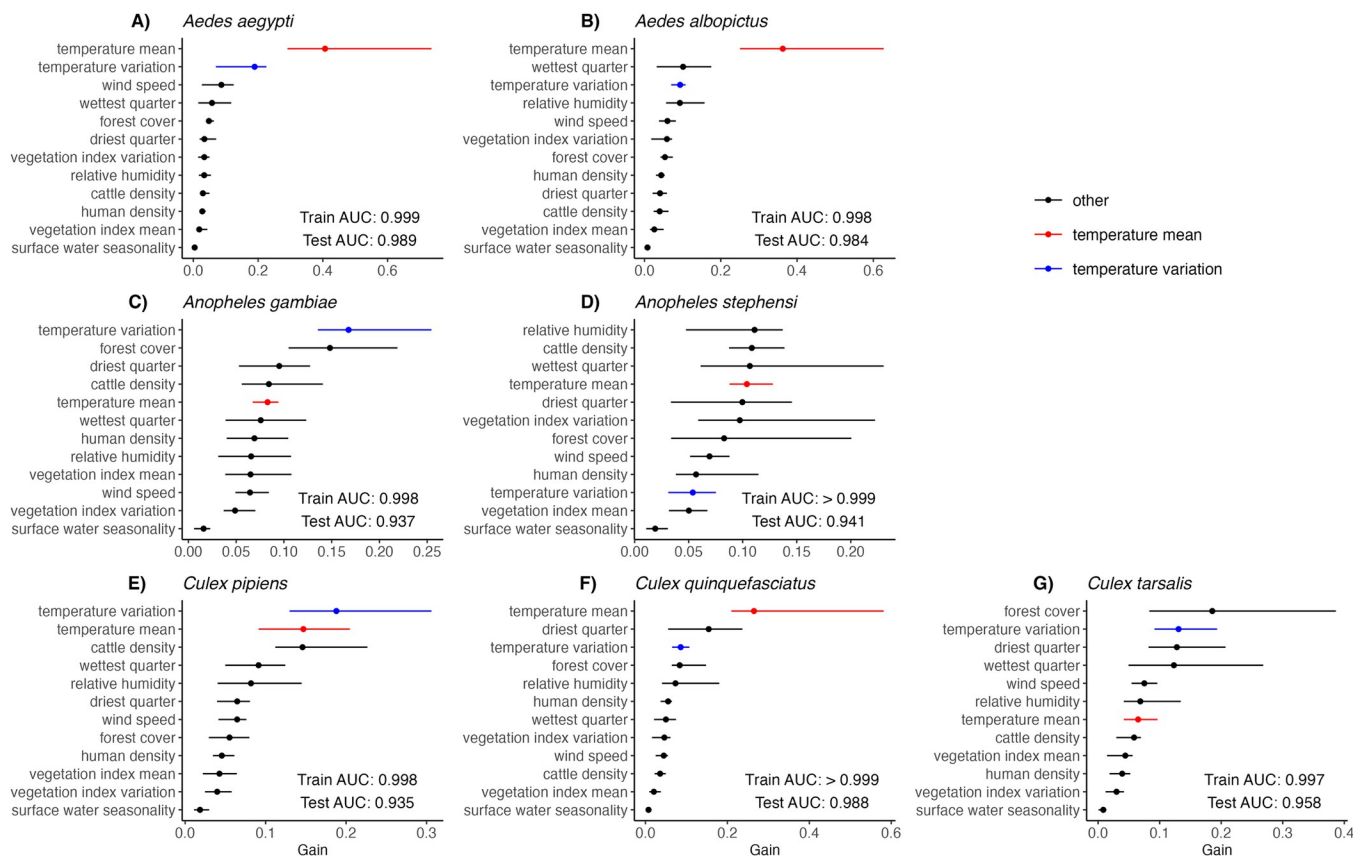 A) Aedes aegypti
temperature mean
temperature variation
wind speed
wettest quarter
forest cover
driest quarter
vegetation index variation
relative humidity
cattle density
human density
vegetation index mean
surface water seasonality
Train AUC: 0.999
Test AUC: 0.989
0.0 0.2 0.4 0.6
B) Aedes albopictus
temperature mean
wettest quarter
temperature variation
relative humidity
wind speed
vegetation index variation
forest cover
human density
driest quarter
cattle density
vegetation index mean
surface water seasonality
Train AUC: 0.998
Test AUC: 0.984
0.0 0.2 0.4 0.6
other
temperature mean
temperature variation
C) Anopheles gambiae
temperature variation
forest cover
driest quarter
cattle density
temperature mean
wettest quarter
human density
relative humidity
vegetation index mean
wind speed
vegetation index variation
surface water seasonality
Train AUC: 0.998
Test AUC: 0.937
0.00 0.05 0.10 0.15 0.20 0.25
D) Anopheles stephensi
relative humidity
cattle density
wettest quarter
temperature mean
driest quarter
vegetation index variation
forest cover
wind speed
human density
temperature variation
vegetation index mean
surface water seasonality
Train AUC: > 0.999
Test AUC: 0.941
0.00 0.05 0.10 0.15 0.20
E) Culex pipiens
temperature variation
temperature mean
cattle density
wettest quarter
relative humidity
driest quarter
wind speed
forest cover
human density
vegetation index mean
vegetation index variation
surface water seasonality
Train AUC: 0.998
Test AUC: 0.935
0.0 0.1 0.2 0.3
Gain
F) Culex quinquefasciatus
temperature mean
driest quarter
temperature variation
forest cover
relative humidity
human density
wettest quarter
vegetation index variation
wind speed
cattle density
vegetation index mean
surface water seasonality
Train AUC: > 0.999
Test AUC: 0.988
0.0 0.2 0.4 0.6
Gain
G) Culex tarsalis
forest cover
temperature variation
driest quarter
wettest quarter
wind speed
relative humidity
temperature mean
cattle density
vegetation index mean
human density
vegetation index variation
surface water seasonality
Train AUC: 0.997
Test AUC: 0.958
0.0 0.1 0.2 0.3 0.4
Gain